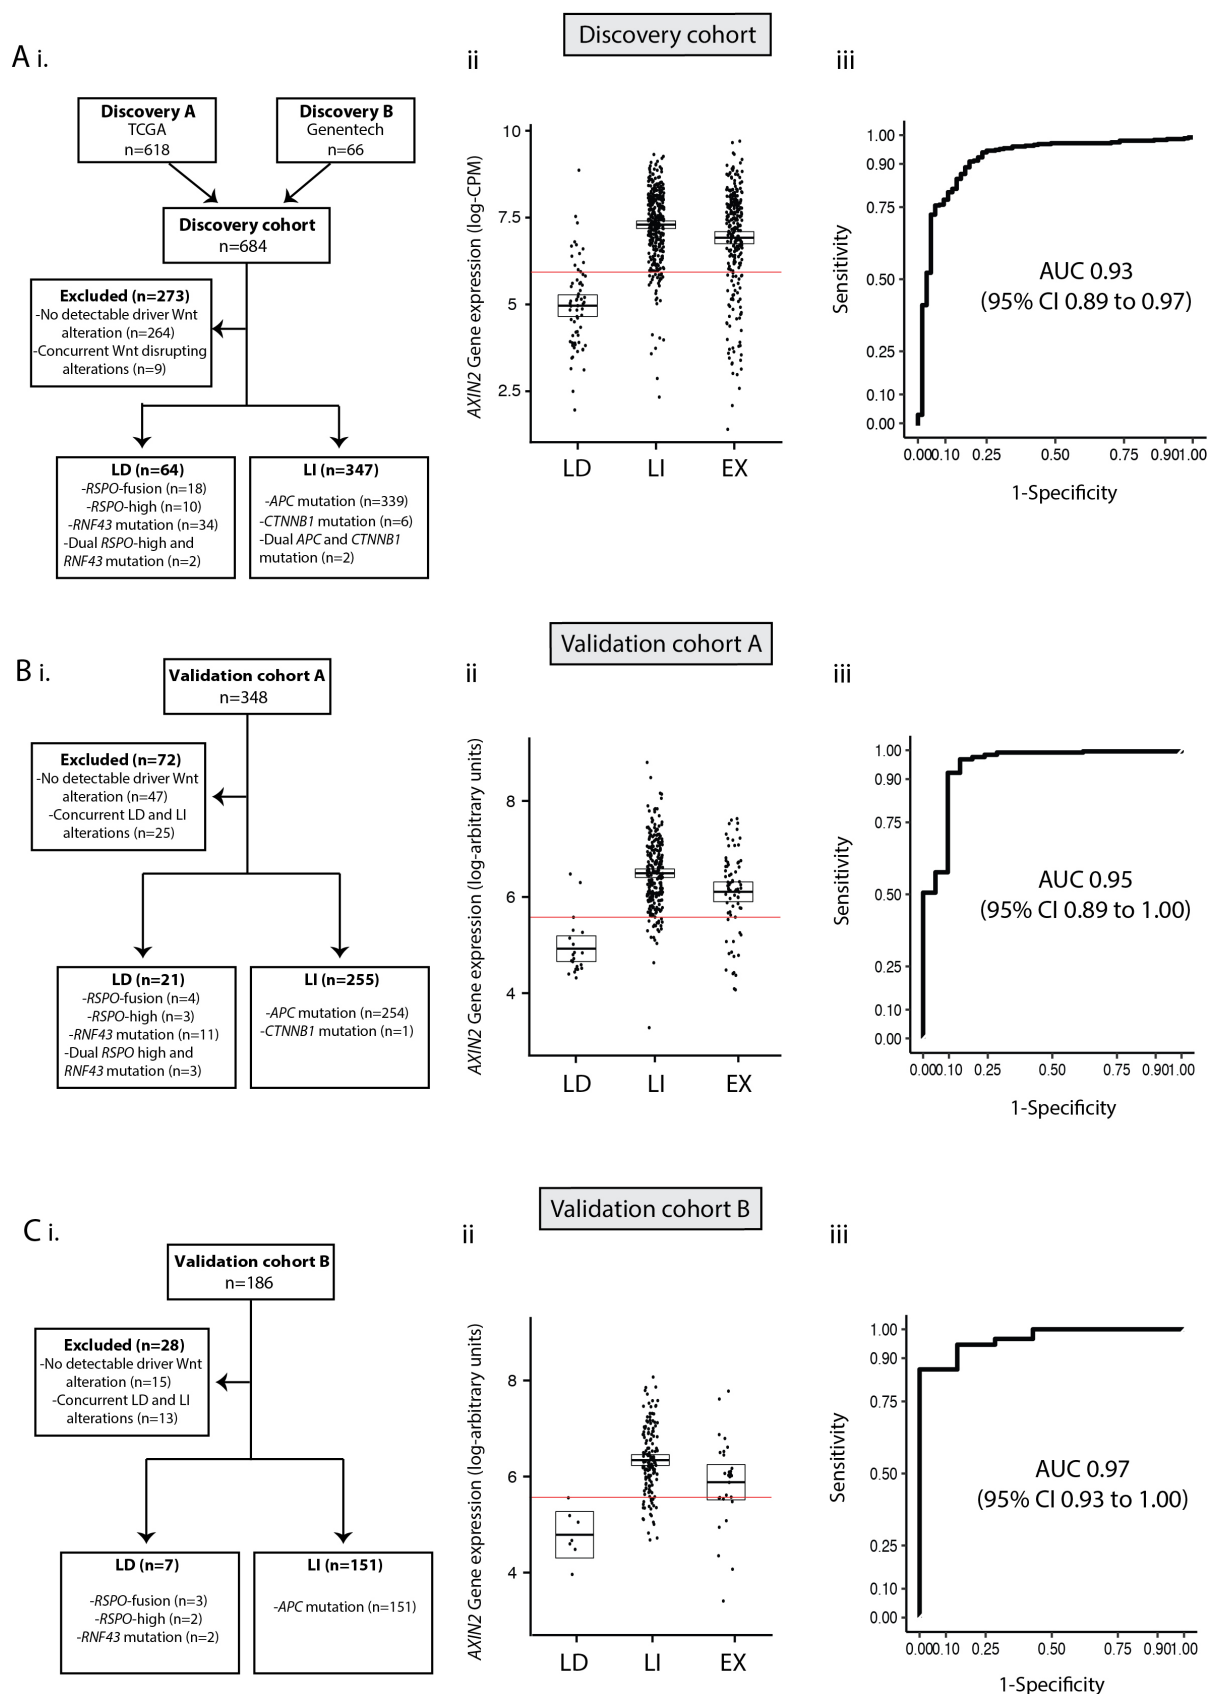 Discovery cohort
A i.
ii
iii
Discovery A
TCGA
n=618
Discovery B
Genentech
n=66
Discovery cohort
n=684
Excluded (n=273)
-No detectable driver Wnt
alteration (n=264)
-Concurrent Wnt disrupting
alterations (n=9)
LD (n=64)
-RSPO-fusion (n=18)
-RSPO-high (n=10)
-RNF43 mutation (n=34)
-Dual RSPO-high and
RNF43 mutation (n=2)
LI (n=347)
-APC mutation (n=339)
-CTNNB1 mutation (n=6)
-Dual APC and CTNNB1
mutation (n=2)
AXIN2 Gene expression (log-CPM)
10
7.5
5
2.5
LD LI EX
Sensitivity
1.00
0.90
0.75
0.50
0.25
0.10
0.00
AUC 0.93
(95% CI 0.89 to 0.97)
0.00 0.10 0.25 0.50 0.75 0.90 1.00
1-Specificity
Validation cohort A
B i.
ii
iii
Validation cohort A
n=348
Excluded (n=72)
-No detectable driver Wnt
alteration (n=47)
-Concurrent LD and LI
alterations (n=25)
LD (n=21)
-RSPO-fusion (n=4)
-RSPO-high (n=3)
-RNF43 mutation (n=11)
-Dual RSPO high and
RNF43 mutation (n=3)
LI (n=255)
-APC mutation (n=254)
-CTNNB1 mutation (n=1)
AXIN2 Gene expression (log-arbitrary units)
8
6
4
LD LI EX
Sensitivity
1.00
0.90
0.75
0.50
0.25
0.10
0.00
AUC 0.95
(95% CI 0.89 to 1.00)
0.00 0.10 0.25 0.50 0.75 0.90 1.00
1-Specificity
Validation cohort B
C i.
ii
iii
Validation cohort B
n=186
Excluded (n=28)
-No detectable driver Wnt
alteration (n=15)
-Concurrent LD and LI
alterations (n=13)
LD (n=7)
-RSPO-fusion (n=3)
-RSPO-high (n=2)
-RNF43 mutation (n=2)
LI (n=151)
-APC mutation (n=151)
AXIN2 Gene expression (log-arbitrary units)
8
6
4
LD LI EX
Sensitivity
1.00
0.90
0.75
0.50
0.25
0.10
0.00
AUC 0.97
(95% CI 0.93 to 1.00)
0.00 0.10 0.25 0.50 0.75 0.90 1.00
1-Specificity